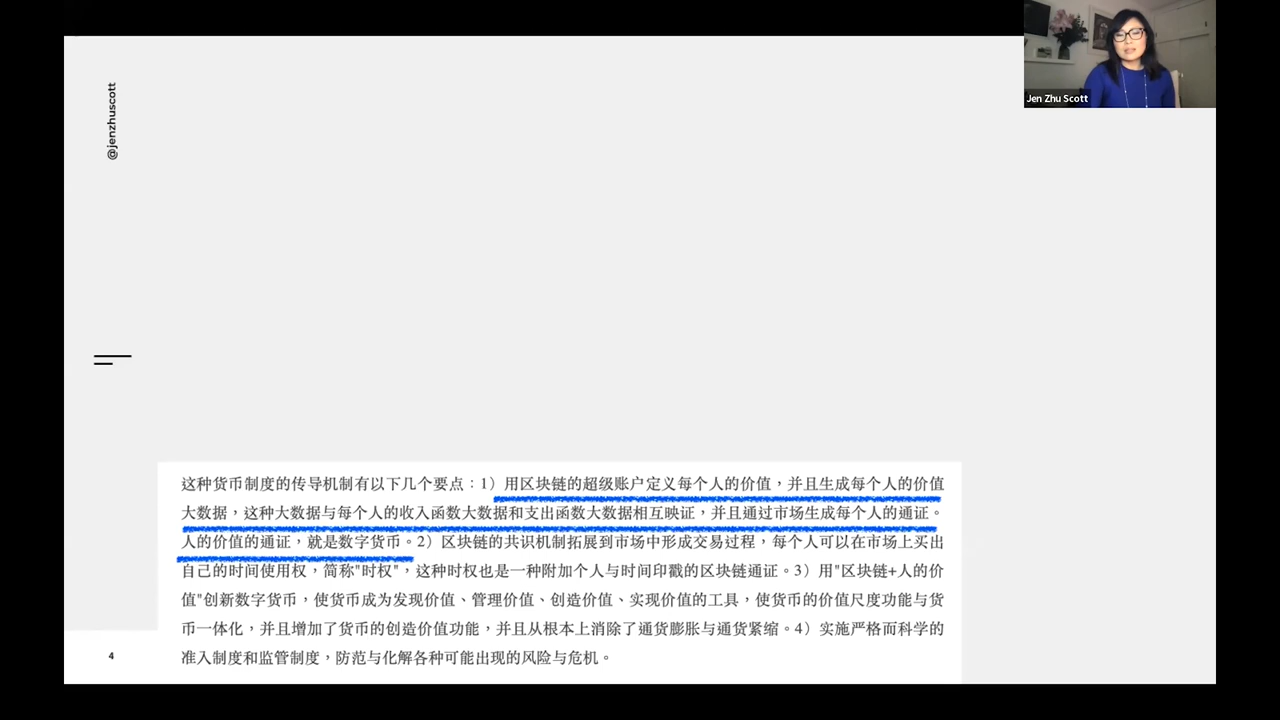 @jenzhuscott
Jen Zhu Scott
这种货币制度的传导机制有以下几个要点：1）用区块链的超级账户定义每个人的价值，并且生成每个人的价值
大数据，这种大数据与每个人的收入函数大数据和支出函数大数据相互映证，并且通过市场生成每个人的通证。
人的价值的通证，就是数字货币。2）区块链的共识机制拓展到市场中形成交易过程，每个人可以在市场上买出
自己的时间使用权，简称"时权"，这种时权也是一种附加个人与时间印戳的区块链通证。3）用"区块链+人的价
值"创新数字货币，使货币成为发现价值、管理价值、创造价值、实现价值的工具，使货币的价值尺度功能与货
币一体化，并且增加了货币的创造价值功能，并且从根本上消除了通货膨胀与通货紧缩。4）实施严格而科学的
准入制度和监管制度，防范与化解各种可能出现的风险与危机。
4